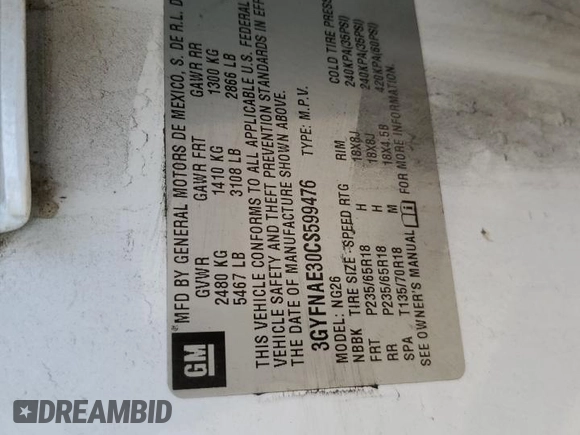 MFD BY GENERAL MOTORS DE MEXICO, S. DE R.L. D
GVWR GAWR FRT GAWR RR
2480 KG 1410 KG 1300 KG
5467 LB 3108 LB 2866 LB
THIS VEHICLE CONFORMS TO ALL APPLICABLE U.S. FEDERAL
VEHICLE SAFETY AND THEFT PREVENTION STANDARDS IN EFF
THE DATE OF MANUFACTURE SHOWN ABOVE.
3GYFNAE30CS599476 TYPE: M.P.V.
MODEL: NG26
NBBK TIRE SIZE SPEED RTG RIM COLD TIRE PRESS
FRT P235/65R18 H 18X8J 240KPA(35PSI)
RR P235/65R18 H 18X8J 240KPA(35PSI)
SPA T135/70R18 M 18X4.5B 420KPA(60PSI)
SEE OWNER'S MANUAL FOR MORE INFORMATION.
GM
DREAMBID